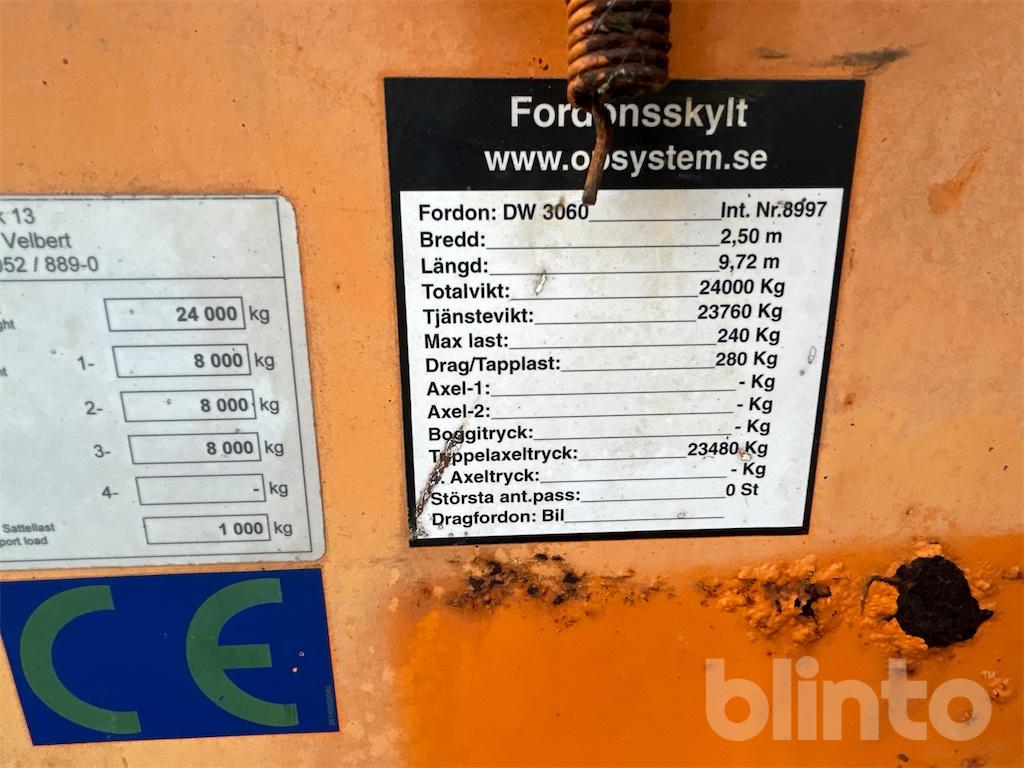 Fordonsskylt
www.opsystem.se
Fordon: DW 3060 Int. Nr.8997
Bredd: 2,50 m
Längd: 9,72 m
Totalvikt: 24000 Kg
Tjänstevikt: 23760 Kg
Max last: 240 Kg
Drag/Tapplast: 280 Kg
Axel-1: - Kg
Axel-2: - Kg
Boggitryck: - Kg
Trippelaxeltryck: 23480 Kg
Axeltryck: - Kg
Största ant.pass: 0 St
Dragfordon: Bil
k 13
Velbert
052 / 889-0
24 000 kg
1- 8 000 kg
2- 8 000 kg
3- 8 000 kg
4- - kg
Sattellast
port load
1 000 kg
CE
blinto™